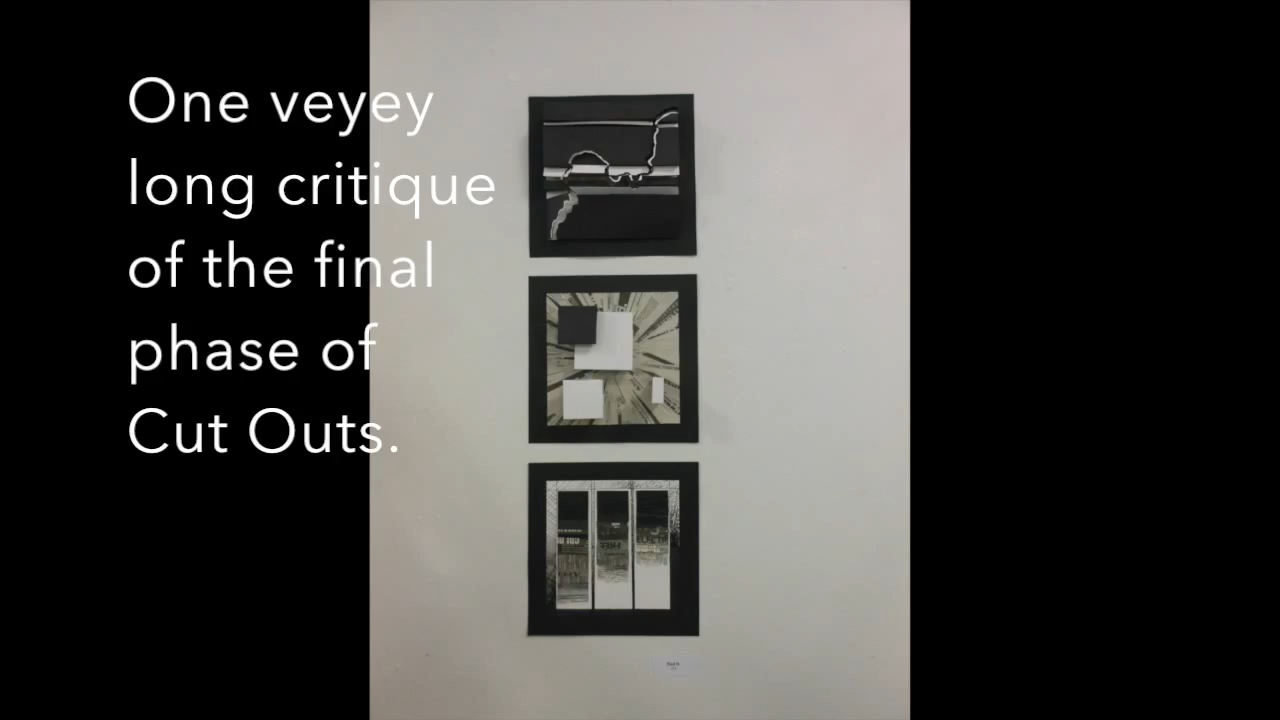 One veyey
long critique
of the final
phase of
Cut Outs.